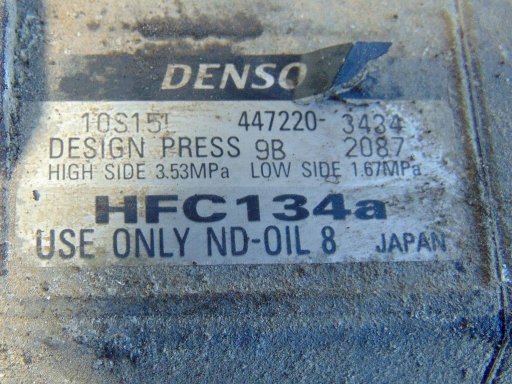 DENSO
10S15L 447220-3434
DESIGN PRESS 9B 2087
HIGH SIDE 3.53MPa LOW SIDE 1.67MPa
HFC134a
USE ONLY ND-OIL 8 JAPAN